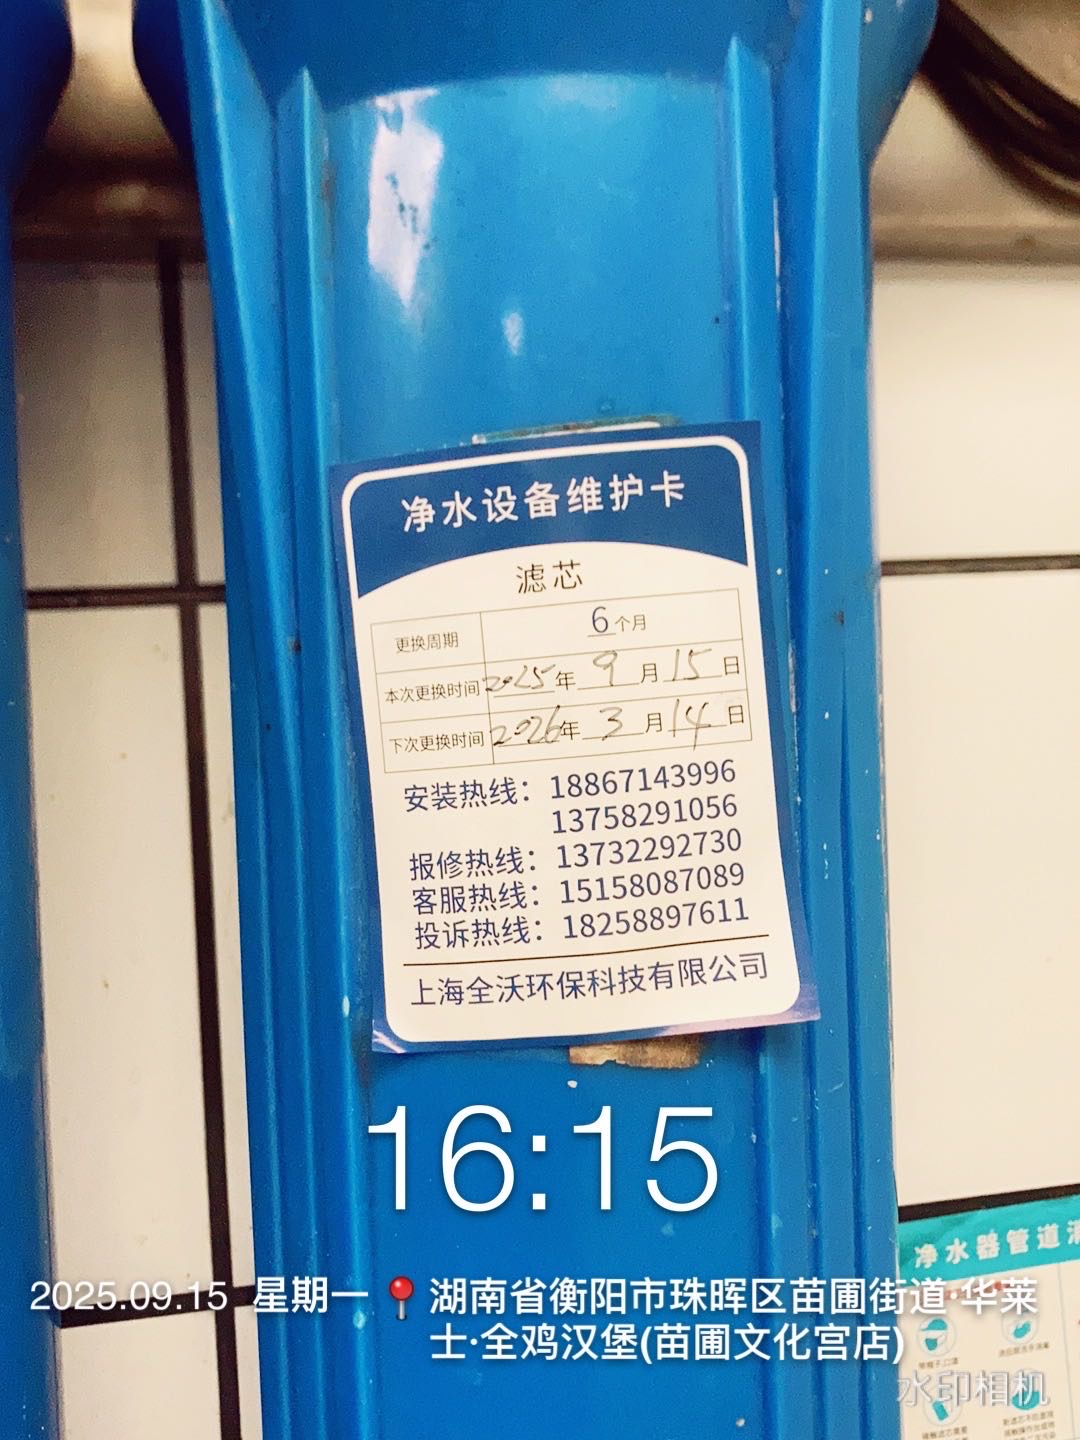 净水设备维护卡
滤芯
更换周期 6个月
本次更换时间 2025年 9 月 15 日
下次更换时间 2026年 3 月 14 日
安装热线：18867143996
13758291056
报修热线：13732292730
客服热线：15158087089
投诉热线：18258897611
上海全沃环保科技有限公司
16:15
净水器管道
2025.09.15 星期一 湖南省衡阳市珠晖区苗圃街道·华莱
士·全鸡汉堡(苗圃文化宫店)
水印相机